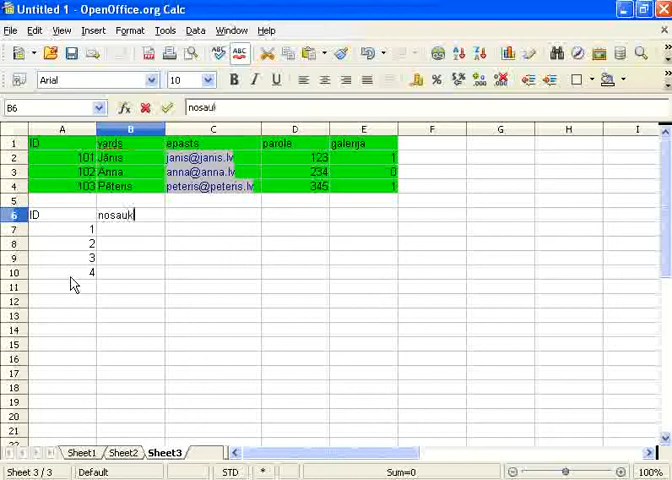 Untitled 1 - OpenOffice.org Calc
File Edit View Insert Format Tools Data Window Help
Arial 10 B I U
B6 nosauk
A B C D E F G H I
1 ID vards epasts parole galerija
2 101 Jānis janis@janis.lv 123 1
3 102 Anna anna@anna.lv 234 0
4 103 Pēteris peteris@peteris.lv 345 1
5
6 ID nosauk
7 1
8 2
9 3
10 4
11
12
13
14
15
16
17
18
19
20
21
Sheet1 Sheet2 Sheet3
Sheet 3 / 3 Default STD * Sum=0 100%